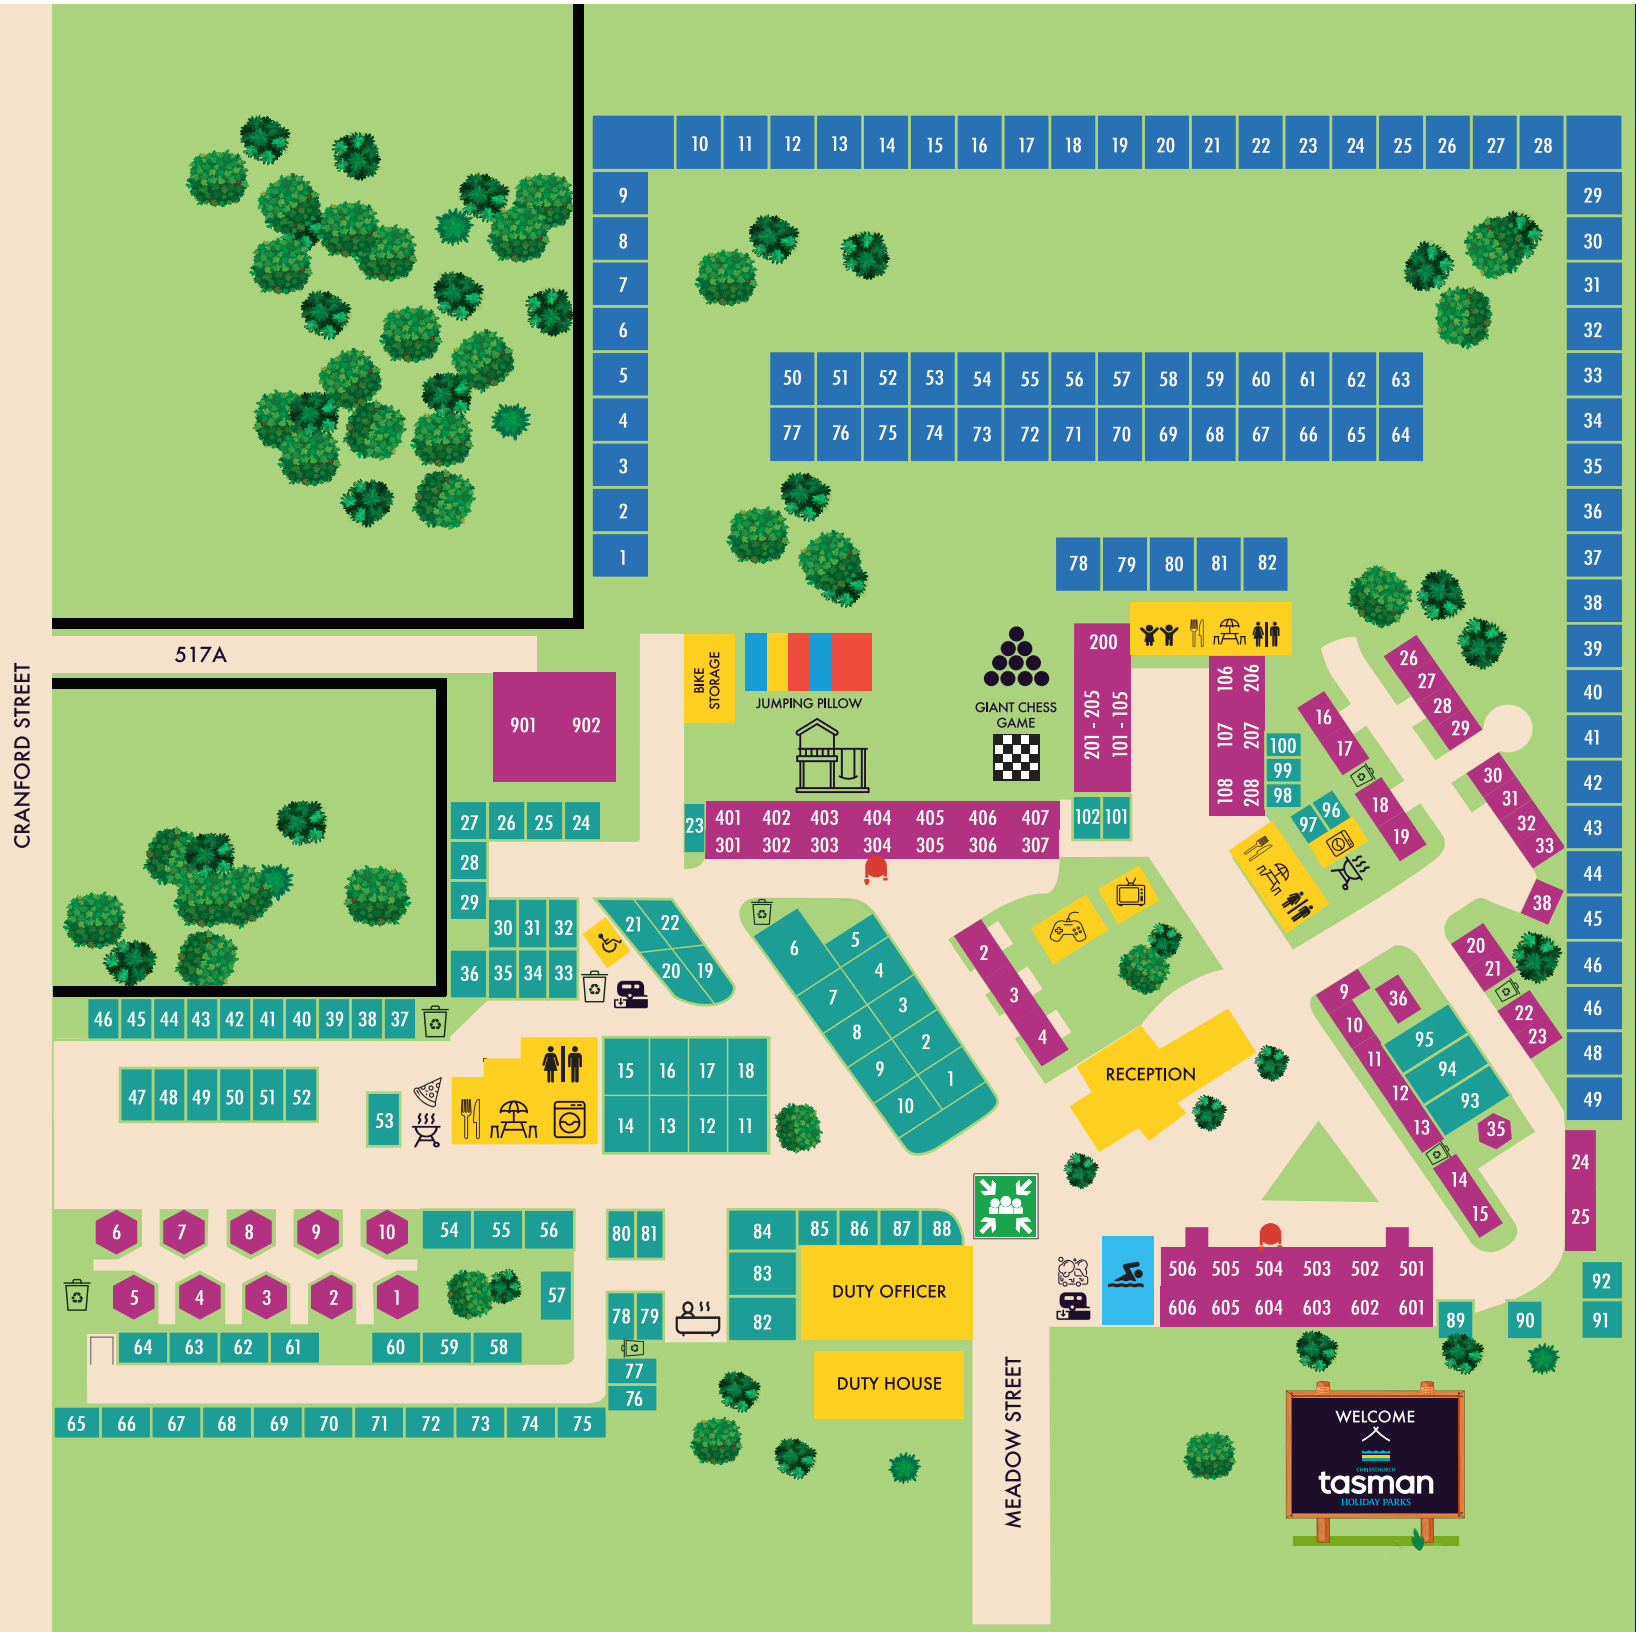 10 11 12 13 14 15 16 17 18 19 20 21 22 23 24 25 26 27 28
9
8
7
6
5
4
3
2
1
29
30
31
32
33
34
35
36
37
38
39
40
41
42
43
44
45
46
46
48
49
50 51 52 53 54 55 56 57 58 59 60 61 62 63
77 76 75 74 73 72 71 70 69 68 67 66 65 64
78 79 80 81 82
CRANFORD STREET
517A
901 902
BIKE
STORAGE
JUMPING PILLOW
GIANT CHESS
GAME
200
201 - 205
101 - 105
106 206
107 207
108 208
100
99
98
97 96
102 101
23
401 402 403 404 405 406 407
301 302 303 304 305 306 307
16
17
18
19
26
27
28
29
30
31
32
33
38
20
21
22
23
24
25
27 26 25 24
28
29
30 31 32
36 35 34 33
21 22
20 19
6 5
4
7 3
8 2
9 1
10
2
3
4
RECEPTION
9
10
11
12
13
14
15
36
95
94
93
35
46 45 44 43 42 41 40 39 38 37
47 48 49 50 51 52
53
15 16 17 18
14 13 12 11
6 7 8 9 10
5 4 3 2 1
54 55 56
57
64 63 62 61 60 59 58
65 66 67 68 69 70 71 72 73 74 75
80 81
78 79
77
76
84 85 86 87 88
83
82
DUTY OFFICER
DUTY HOUSE
MEADOW STREET
506 505 504 503 502 501
606 605 604 603 602 601
89 90 91
92
WELCOME
CHRISTCHURCH
tasman
HOLIDAY PARKS